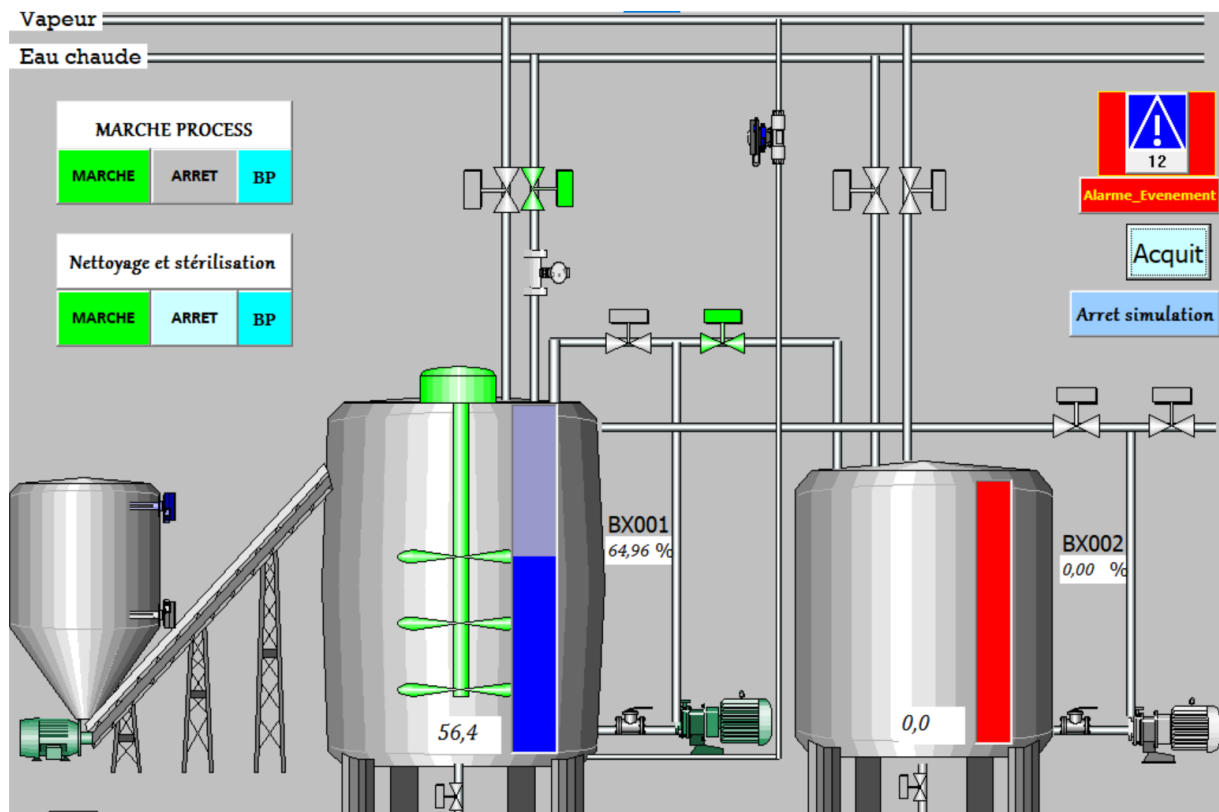 Vapeur
Eau chaude
MARCHE PROCESS
MARCHE ARRET BP
Nettoyage et stérilisation
MARCHE ARRET BP
12
Alarme_Evenement
Acquit
Arret simulation
BX001
64,96 %
BX002
0,00 %
56,4
0,0